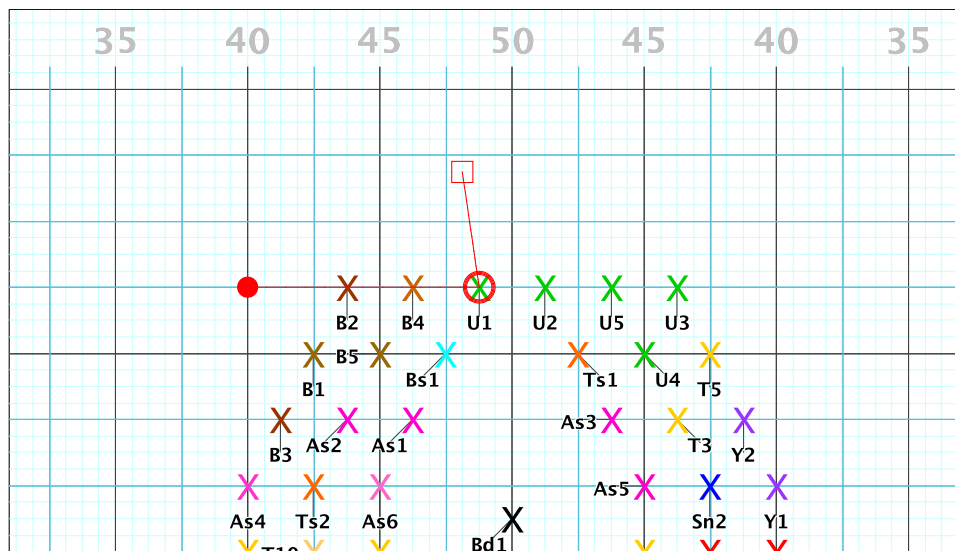 35 40 45 50 45 40 35
B2 B4 U1 U2 U5 U3
B5 Bs1 Ts1 U4
B1 T5
As2 As1 As3 T3
B3 Y2
As5
As4 Ts2 As6 Sn2 Y1
Bd1
T10